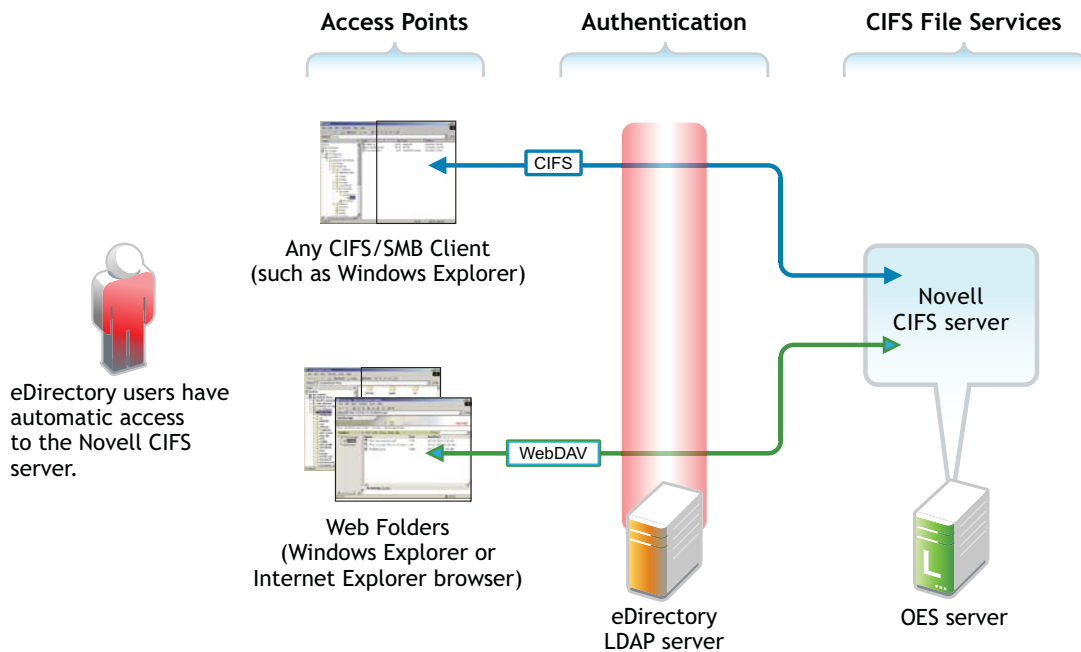 Access Points
Authentication
CIFS File Services
CIFS
Any CIFS/SMB Client
(such as Windows Explorer)
Novell
CIFS server
eDirectory users have
automatic access
to the Novell CIFS
server.
WebDAV
Web Folders
(Windows Explorer or
Internet Explorer browser)
eDirectory
LDAP server
L
OES server